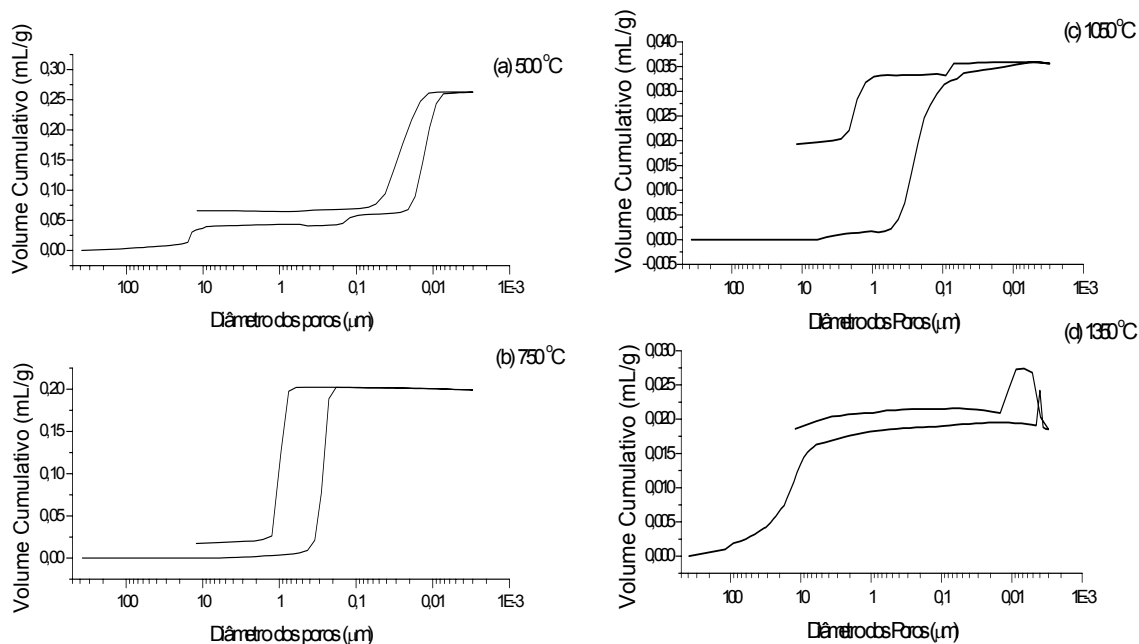 (a) 500 °C
Volume Cumulativo (mL/g)
0,30
0,25
0,20
0,15
0,10
0,05
0,00
100 10 1 0,1 0,01 1E-3
Diâmetro dos poros (μm)
(c) 1050 °C
Volume Cumulativo (mL/g)
0,040
0,035
0,030
0,025
0,020
0,015
0,010
0,005
0,000
-0,005
100 10 1 0,1 0,01 1E-3
Diâmetro dos Poros (μm)
(b) 750 °C
Volume Cumulativo (mL/g)
0,20
0,15
0,10
0,05
0,00
100 10 1 0,1 0,01 1E-3
Diâmetro dos poros (μm)
(d) 1350 °C
Volume Cumulativo (mL/g)
0,030
0,025
0,020
0,015
0,010
0,005
0,000
100 10 1 0,1 0,01 1E-3
Diâmetro dos Poros (μm)